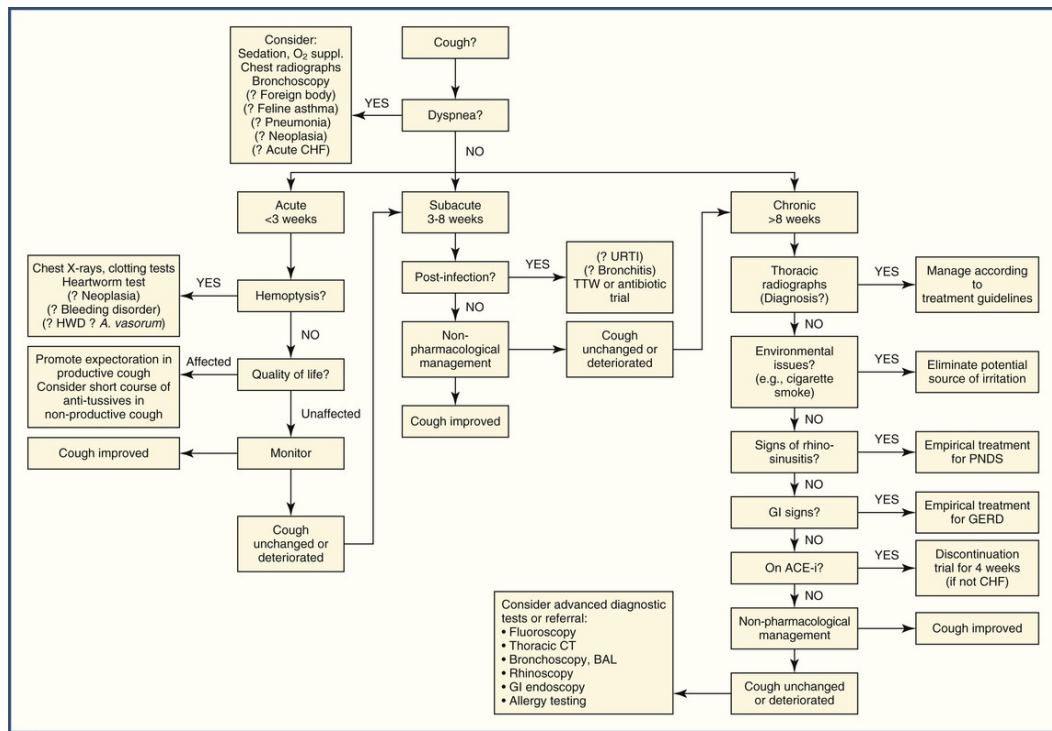 Consider:
Sedation, O₂ suppl.
Chest radiographs
Bronchoscopy
(? Foreign body)
(? Feline asthma)
(? Pneumonia)
(? Neoplasia)
(? Acute CHF)
Cough?
YES
Dyspnea?
NO
Acute
<3 weeks
Subacute
3-8 weeks
Chronic
>8 weeks
Chest X-rays, clotting tests
Heartworm test
(? Neoplasia)
(? Bleeding disorder)
(? HWD ? A. vasorum)
YES
Hemoptysis?
NO
Promote expectoration in
productive cough
Consider short course of
anti-tussives in
non-productive cough
Affected
Quality of life?
Unaffected
Cough improved
Monitor
Cough
unchanged or
deteriorated
Post-infection?
YES
(? URTI)
(? Bronchitis)
TTW or antibiotic
trial
NO
Non-
pharmacological
management
Cough
unchanged or
deteriorated
Cough improved
Thoracic
radiographs
(Diagnosis?)
YES
Manage according
to
treatment guidelines
NO
Environmental
issues?
(e.g., cigarette
smoke)
YES
Eliminate potential
source of irritation
NO
Signs of rhino-
sinusitis?
YES
Empirical treatment
for PNDS
NO
GI signs?
YES
Empirical treatment
for GERD
NO
On ACE-i?
YES
Discontinuation
trial for 4 weeks
(if not CHF)
NO
Non-pharmacological
management
Cough improved
Cough unchanged
or deteriorated
Consider advanced diagnostic
tests or referral:
• Fluoroscopy
• Thoracic CT
• Bronchoscopy, BAL
• Rhinoscopy
• GI endoscopy
• Allergy testing